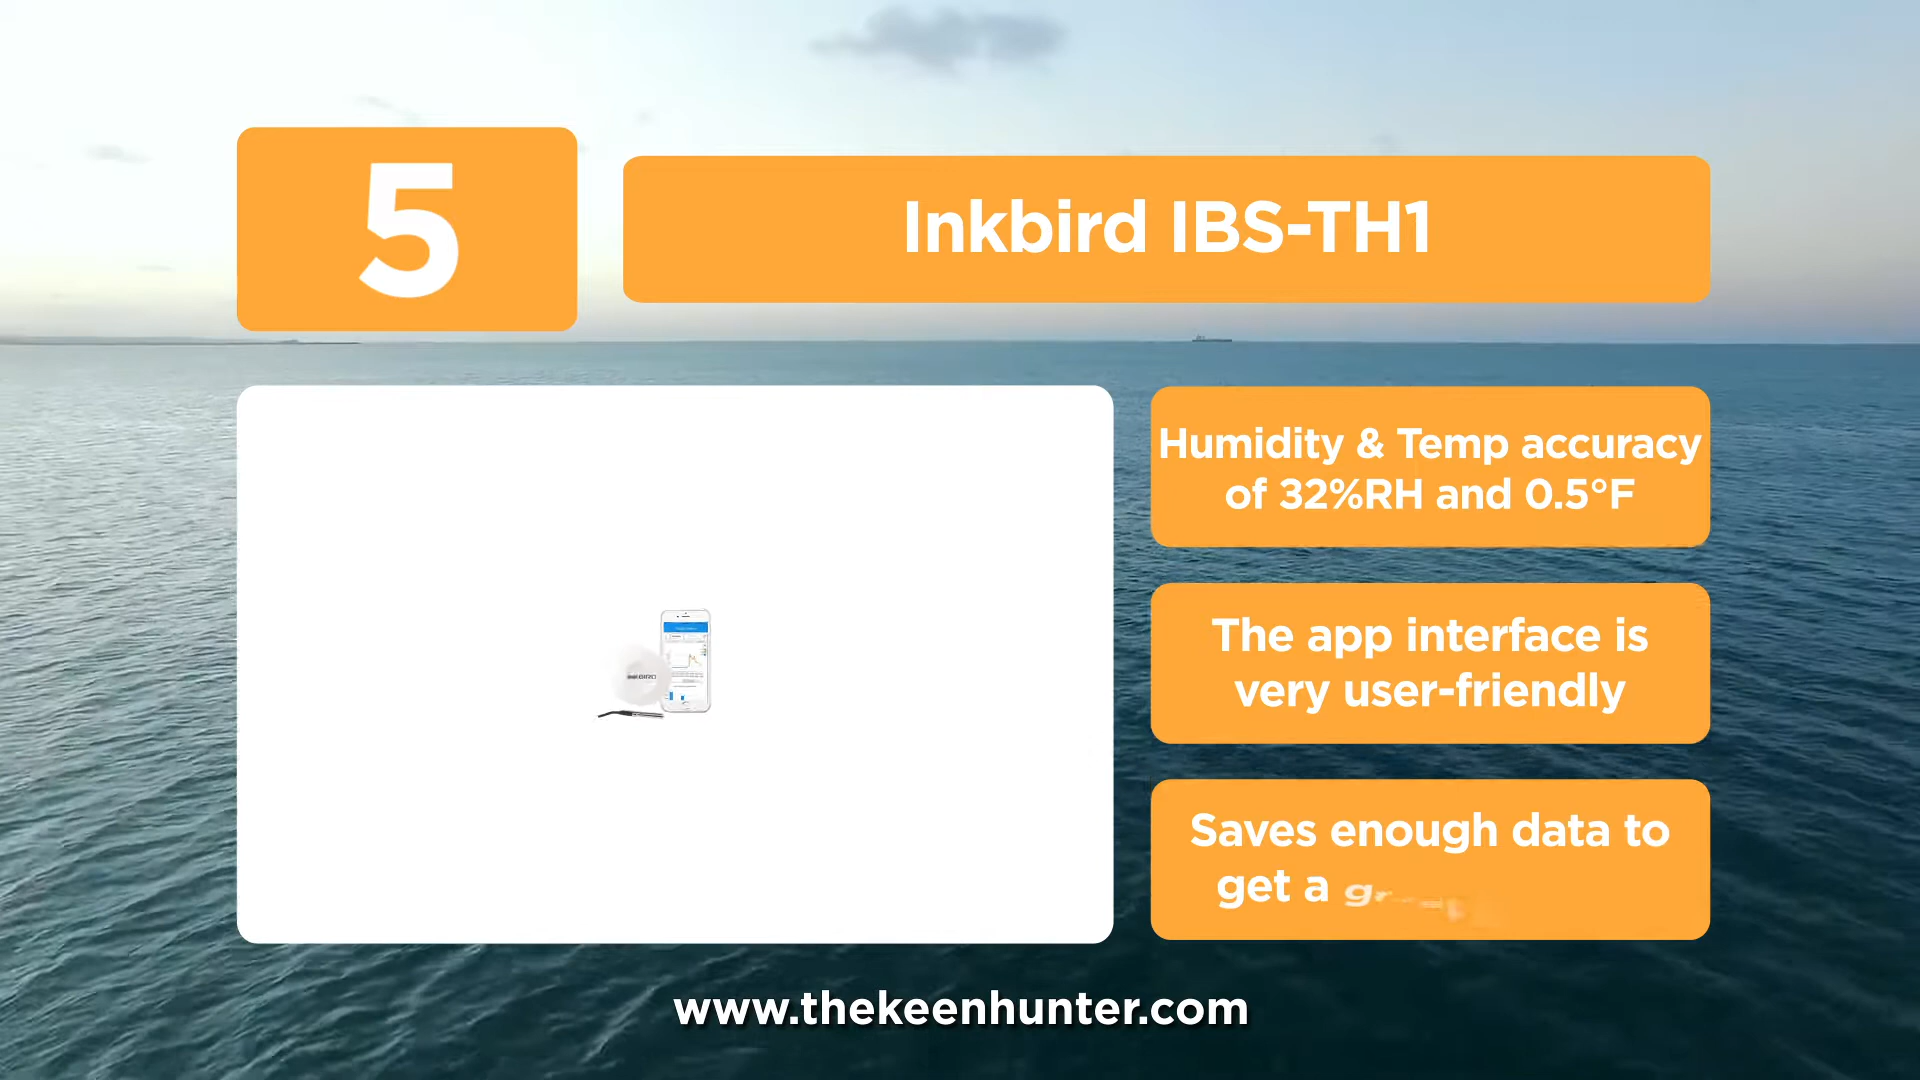 5
Inkbird IBS-TH1
Humidity & Temp accuracy
of 32%RH and 0.5°F
The app interface is
very user-friendly
Saves enough data to
get a
www.thekeenhunter.com